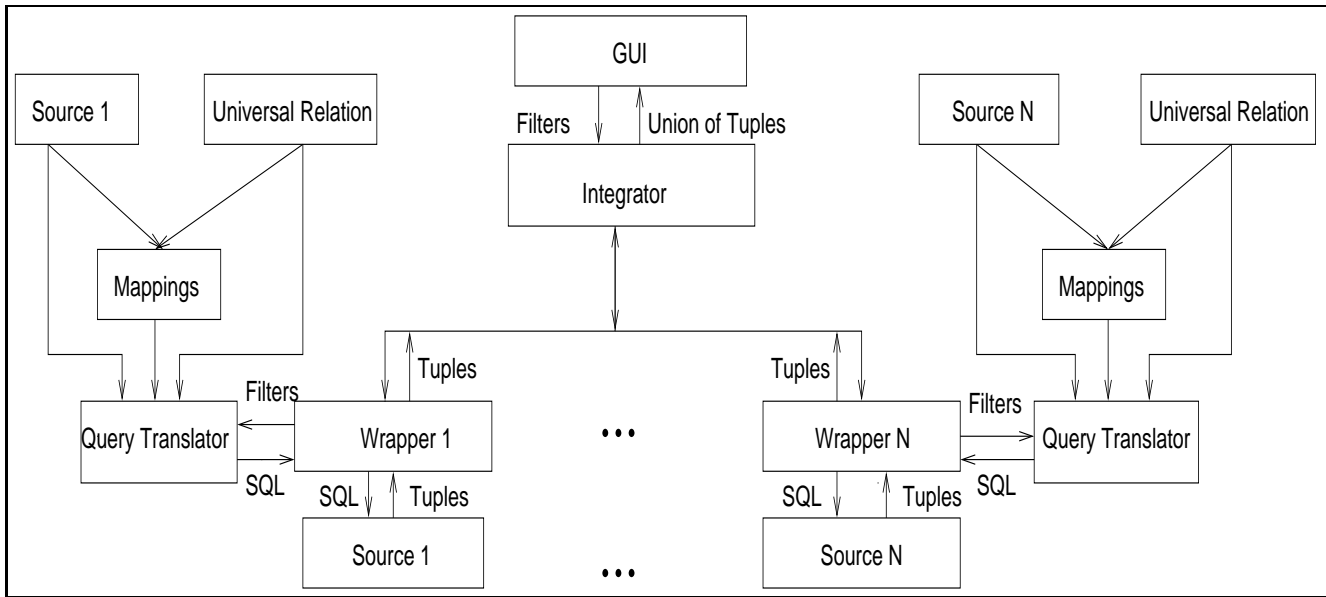 GUI
Source 1
Universal Relation
Source N
Universal Relation
Filters
Union of Tuples
Integrator
Mappings
Mappings
Tuples
Tuples
Filters
Filters
Query Translator
Wrapper 1
...
Wrapper N
Query Translator
SQL
SQL
Tuples
SQL
Tuples
SQL
Source 1
...
Source N